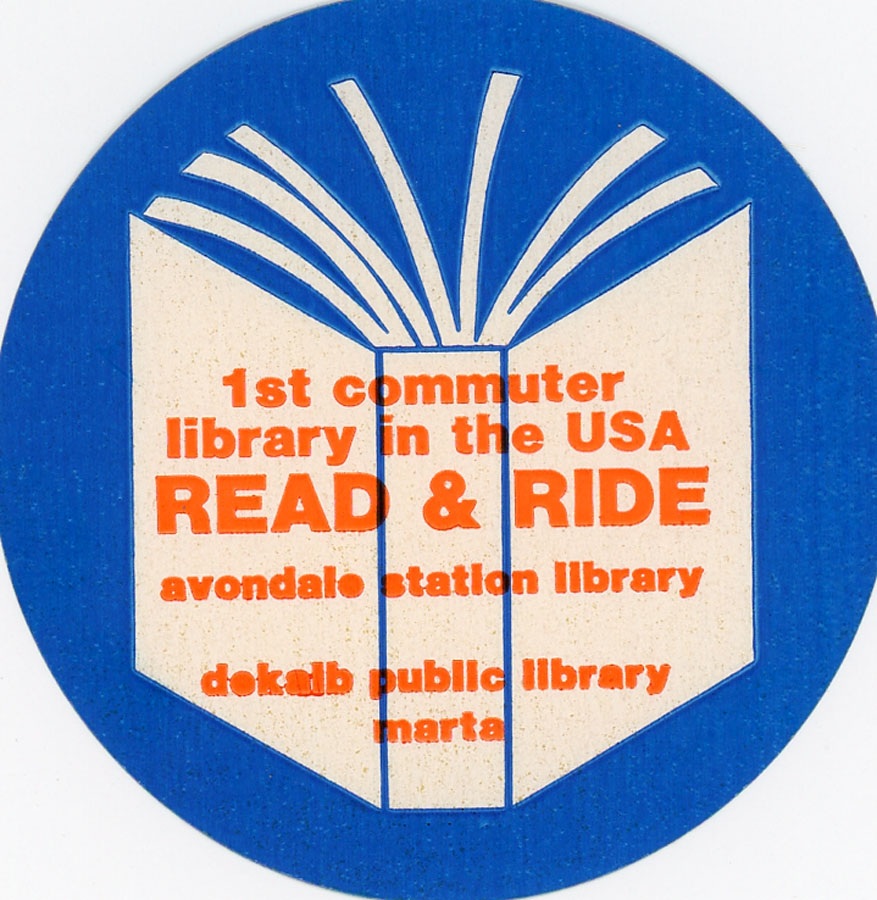 1st commuter
library in the USA
READ & RIDE
avondale station library
dekalb public library
marta